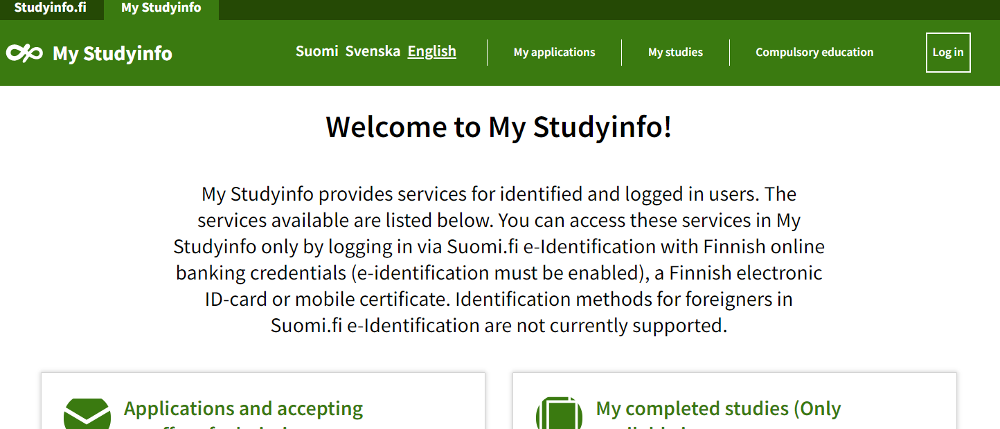 Studyinfo.fi
My Studyinfo
My Studyinfo
Suomi Svenska English
My applications
My studies
Compulsory education
Log in
Welcome to My Studyinfo!
My Studyinfo provides services for identified and logged in users. The
services available are listed below. You can access these services in My
Studyinfo only by logging in via Suomi.fi e-Identification with Finnish online
banking credentials (e-identification must be enabled), a Finnish electronic
ID-card or mobile certificate. Identification methods for foreigners in
Suomi.fi e-Identification are not currently supported.
Applications and accepting
My completed studies (Only